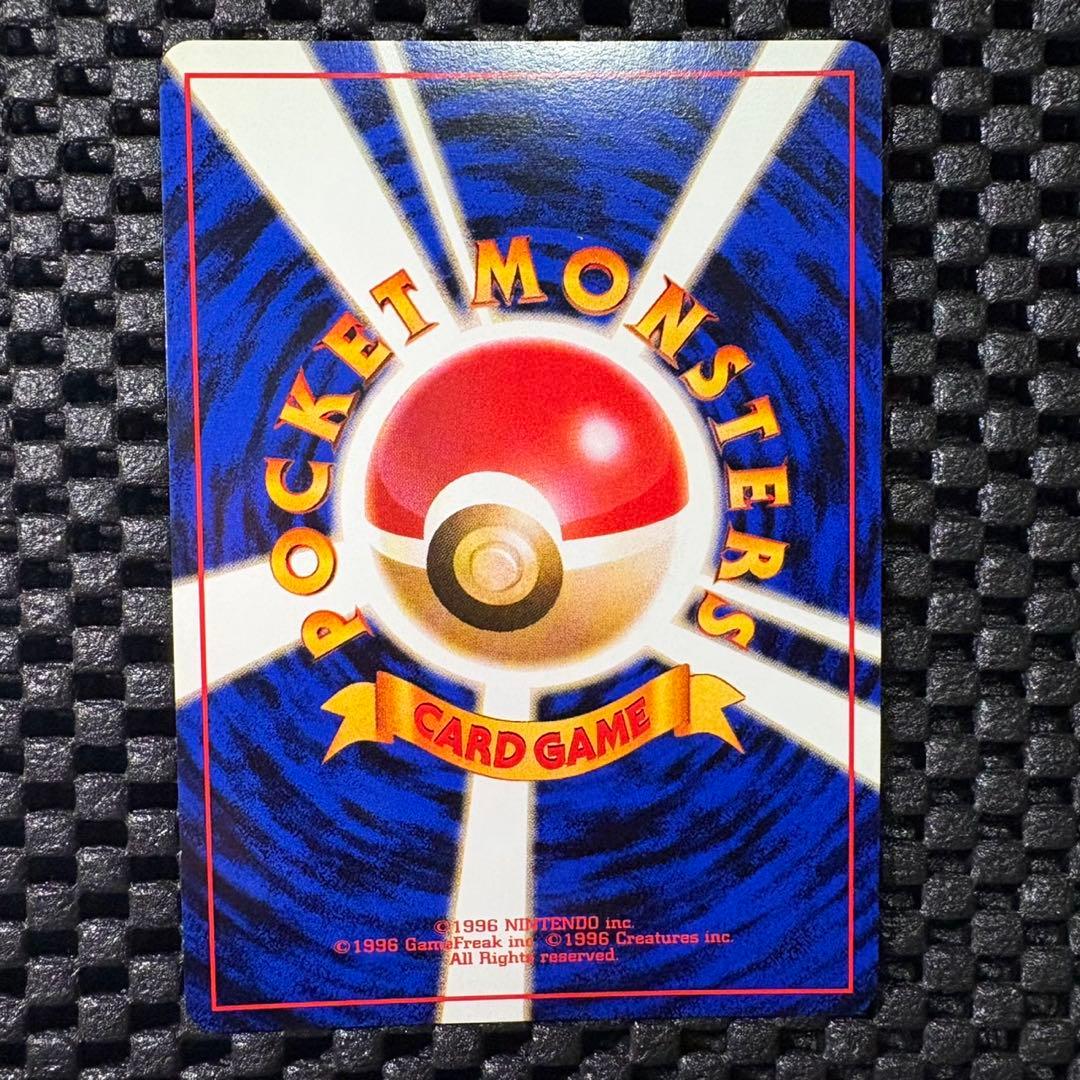 POCKET MONSTERS
CARD GAME
©1996 NINTENDO inc.
©1996 GameFreak inc. ©1996 Creatures inc.
All Rights reserved.